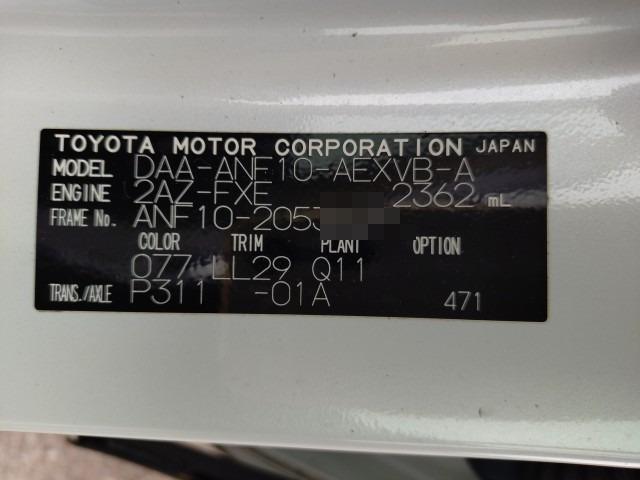 TOYOTA MOTOR CORPORATION JAPAN
MODEL DAA-ANF10-AEXVB-A
ENGINE 2AZ-FXE 2362 mL
FRAME No. ANF10-2053
COLOR TRIM PLANT OPTION
077 LL29 Q11
TRANS./AXLE P311 -01A 471